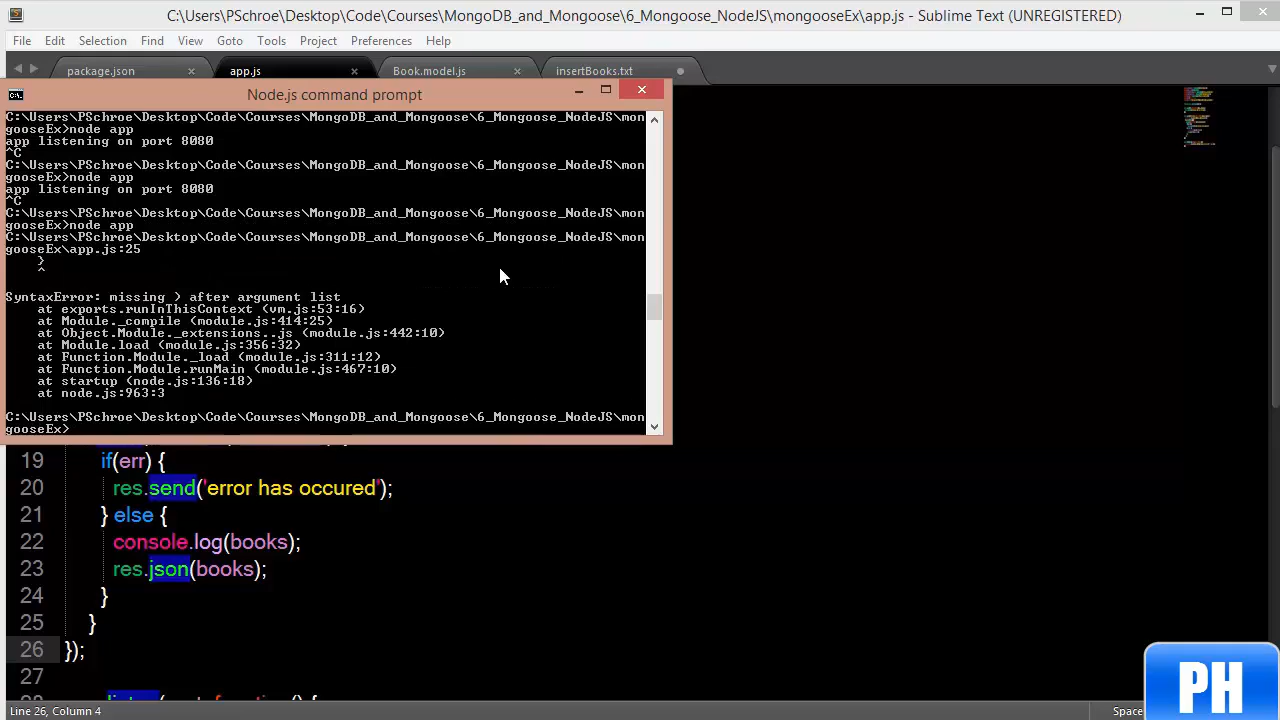 C:\Users\PSchroe\Desktop\Code\Courses\MongoDB_and_Mongoose\6_Mongoose_NodeJS\mongooseEx\app.js - Sublime Text (UNREGISTERED)
File Edit Selection Find View Goto Tools Project Preferences Help
package.json app.js Book.model.js insertBooks.txt
Node.js command prompt
C:\Users\PSchroe\Desktop\Code\Courses\MongoDB_and_Mongoose\6_Mongoose_NodeJS\mon
gooseEx>node app
app listening on port 8080
^C
C:\Users\PSchroe\Desktop\Code\Courses\MongoDB_and_Mongoose\6_Mongoose_NodeJS\mon
gooseEx>node app
app listening on port 8080
^C
C:\Users\PSchroe\Desktop\Code\Courses\MongoDB_and_Mongoose\6_Mongoose_NodeJS\mon
gooseEx>node app
C:\Users\PSchroe\Desktop\Code\Courses\MongoDB_and_Mongoose\6_Mongoose_NodeJS\mon
gooseEx\app.js:25
}
^
SyntaxError: missing ) after argument list
at exports.runInThisContext (vm.js:53:16)
at Module._compile (module.js:414:25)
at Object.Module._extensions..js (module.js:442:10)
at Module.load (module.js:356:32)
at Function.Module._load (module.js:311:12)
at Function.Module.runMain (module.js:467:10)
at startup (node.js:136:18)
at node.js:963:3
C:\Users\PSchroe\Desktop\Code\Courses\MongoDB_and_Mongoose\6_Mongoose_NodeJS\mon
gooseEx>
19 if(err) {
20 res.send('error has occured');
21 } else {
22 console.log(books);
23 res.json(books);
24 }
25 }
26 });
27
Line 26, Column 4
PH